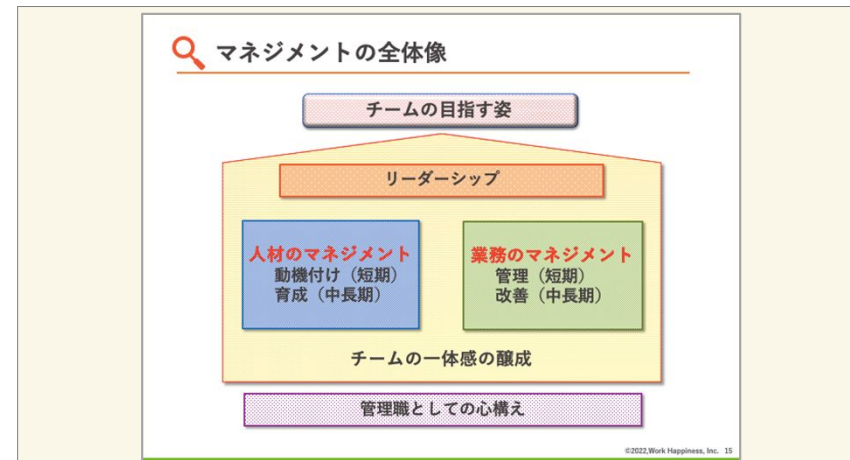 マネジメントの全体像
チームの目指す姿
リーダーシップ
人材のマネジメント
動機付け（短期）
育成（中長期）
業務のマネジメント
管理（短期）
改善（中長期）
チームの一体感の醸成
管理職としての心構え
©2022,Work Happiness, Inc. 15